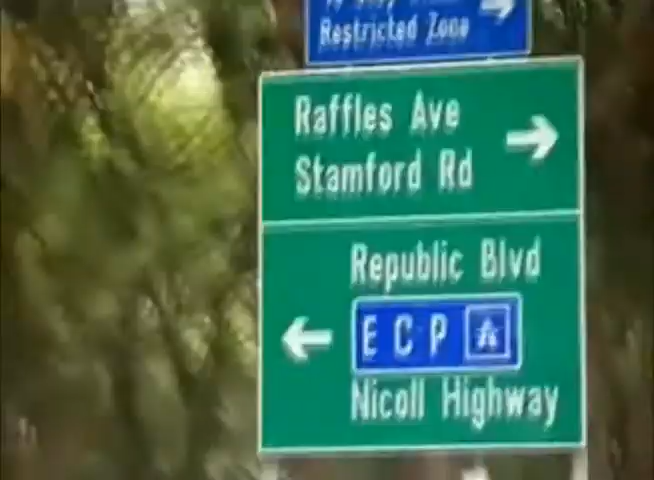 Restricted Zone
Raffles Ave
Stamford Rd
Republic Blvd
ECP
Nicoll Highway